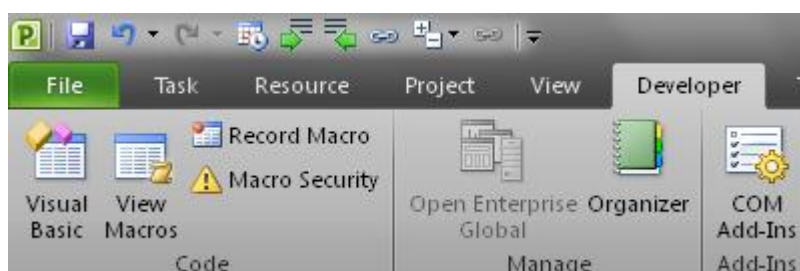 File Task Resource Project View Developer
Record Macro
Macro Security
Visual Basic
View Macros
Open Enterprise Global
Organizer
COM Add-Ins
Code Manage Add-Ins